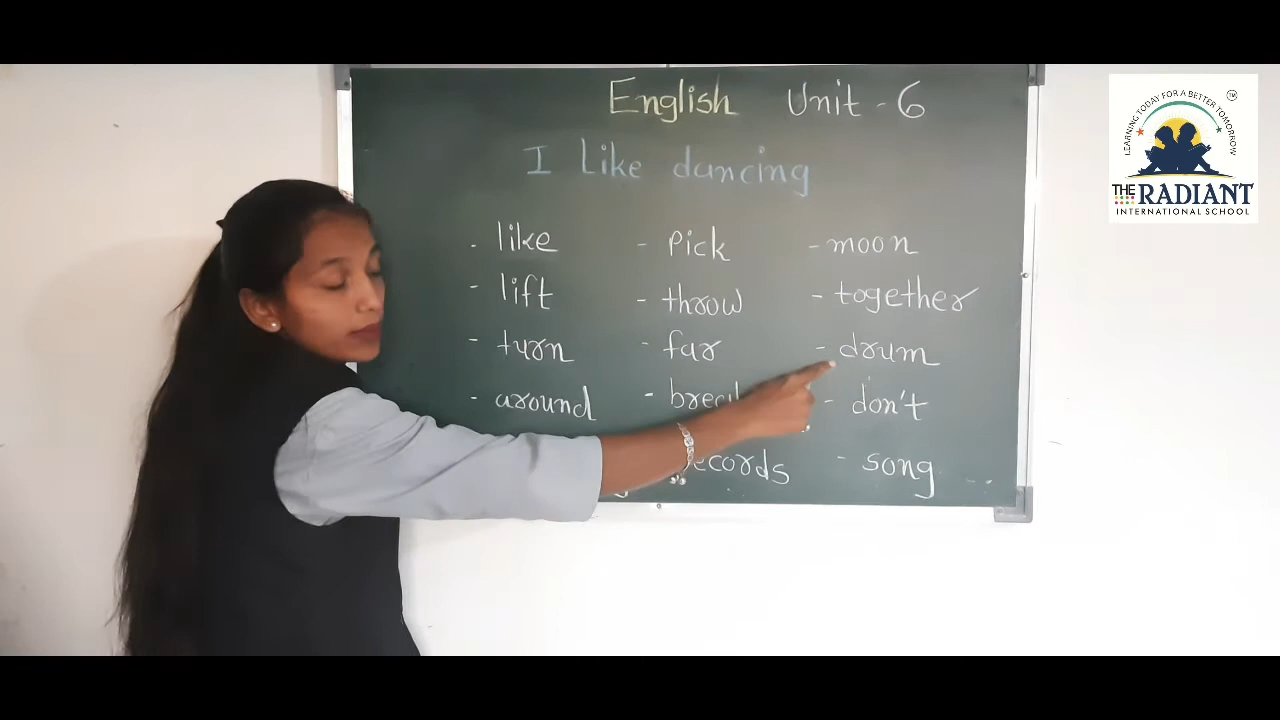 English Unit - 6
I Like dancing
- like - Pick - moon
- lift - throw - together
- turn - far - drum
- around - - don't
records - song
LEARNING TODAY FOR A BETTER TOMORROW
TM
THE RADIANT
INTERNATIONAL SCHOOL